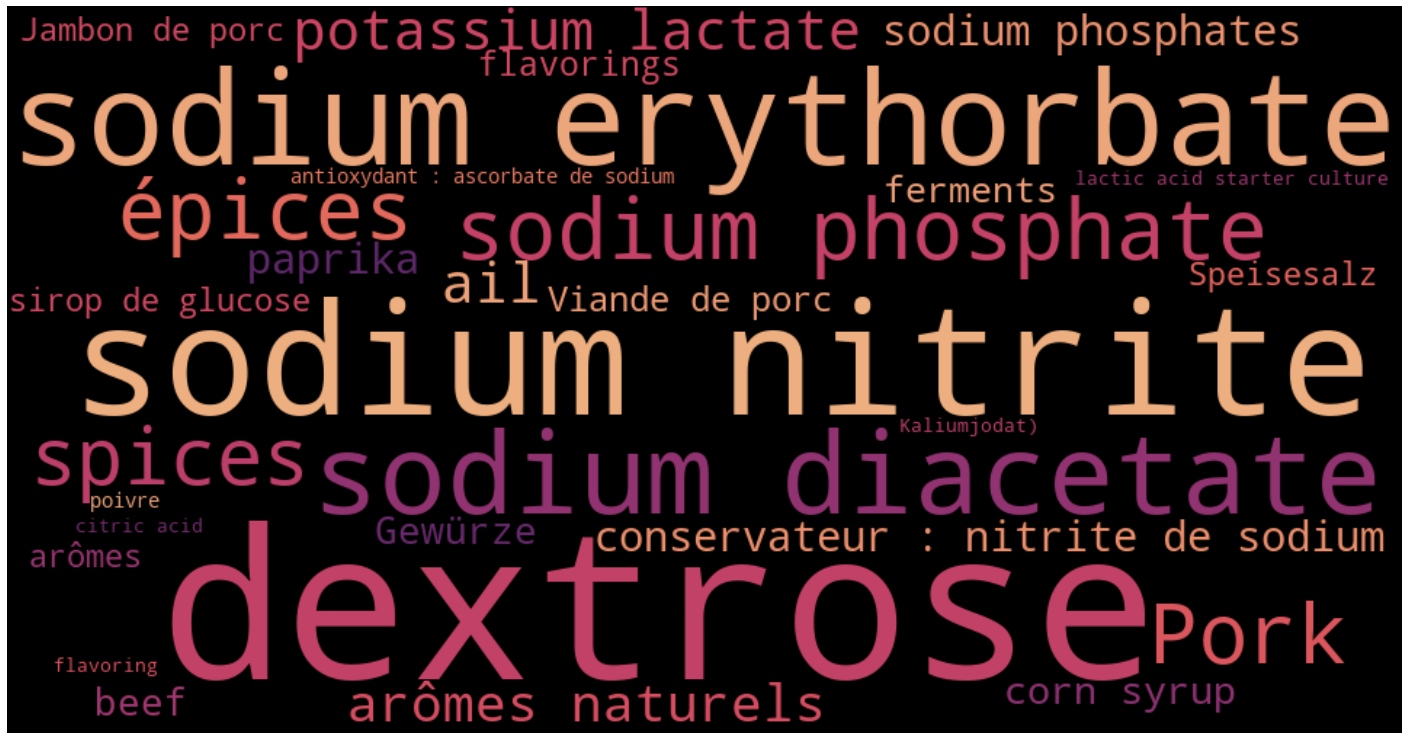 Jambon de porc
potassium lactate
sodium phosphates
flavorings
sodium erythorbate
antioxydant : ascorbate de sodium
lactic acid starter culture
épices
ferments
sodium phosphate
paprika
ail
Speisesalz
sirop de glucose
Viande de porc
sodium nitrite
Kaliumjodat)
spices
sodium diacetate
poivre
citric acid
Gewürze
conservateur : nitrite de sodium
arômes
dextrose
Pork
flavoring
beef
arômes naturels
corn syrup